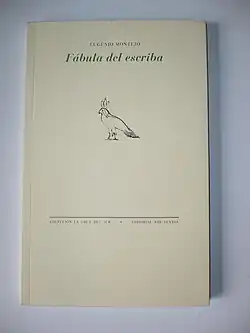 EUGENIO MONTEJO
Fábula del escriba
COLECCIÓN LA CRUZ DEL SUR • EDITORIAL PRE-TEXTOS